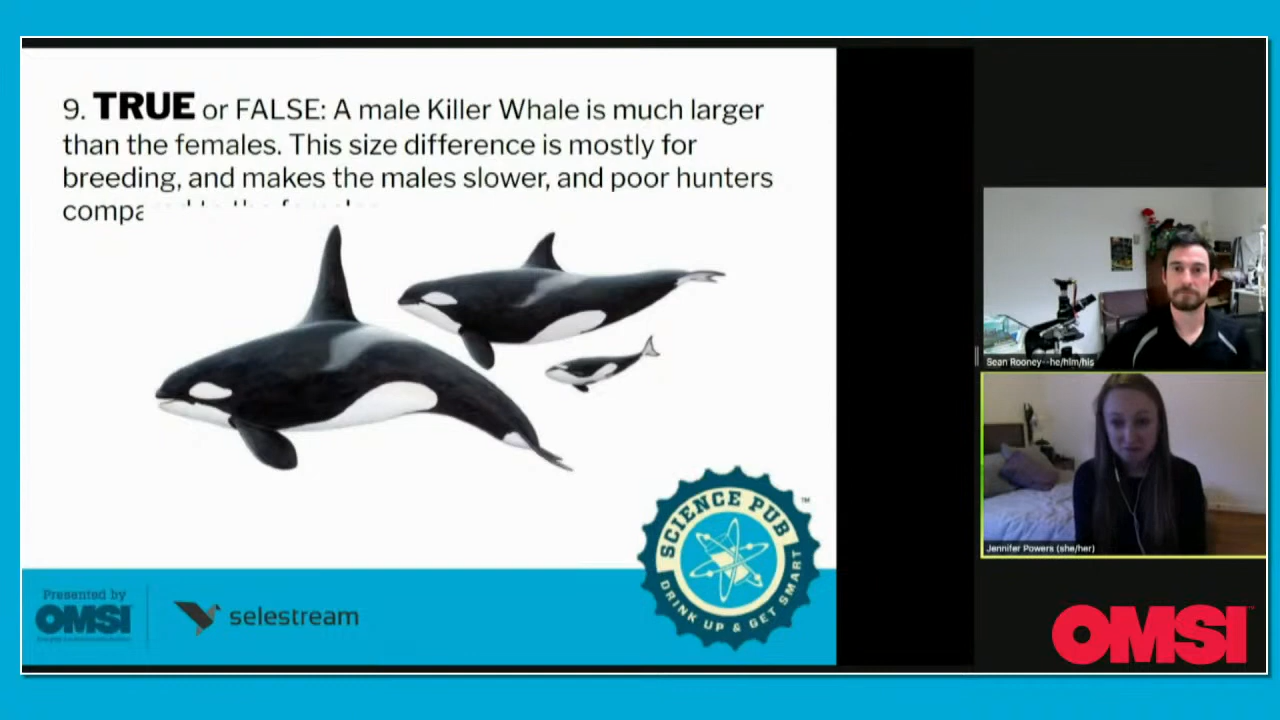 9. TRUE or FALSE: A male Killer Whale is much larger
than the females. This size difference is mostly for
breeding, and makes the males slower, and poor hunters
Sean Rooney--he/him/his
SCIENCE PUB
DRINK UP & GET SMART
™
Jennifer Powers (she/her)
Presented by
OMSI
selestream
OMSI